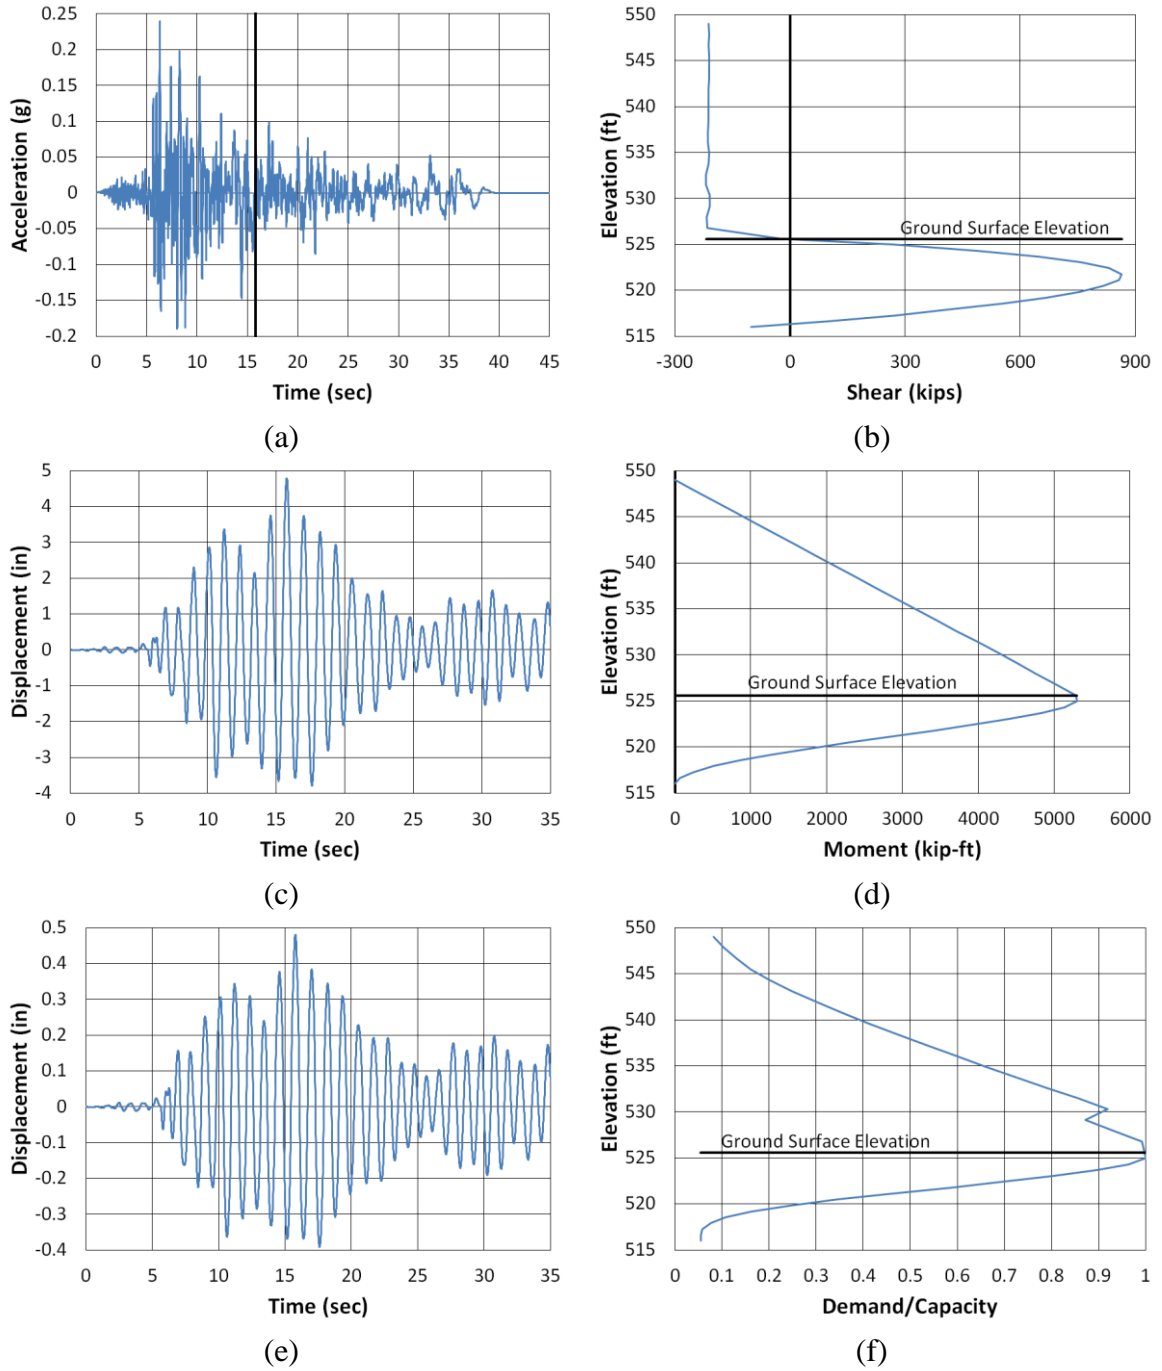 0.25
0.2
0.15
0.1
0.05
0
-0.05
-0.1
-0.15
-0.2
Acceleration (g)
0 5 10 15 20 25 30 35 40 45
Time (sec)
(a)
550
545
540
535
530
525
520
515
Elevation (ft)
Ground Surface Elevation
-300 0 300 600 900
Shear (kips)
(b)
5
4
3
2
1
0
-1
-2
-3
-4
Displacement (in)
0 5 10 15 20 25 30 35
Time (sec)
(c)
550
545
540
535
530
525
520
515
Elevation (ft)
Ground Surface Elevation
0 1000 2000 3000 4000 5000 6000
Moment (kip-ft)
(d)
0.5
0.4
0.3
0.2
0.1
0
-0.1
-0.2
-0.3
-0.4
Displacement (in)
0 5 10 15 20 25 30 35
Time (sec)
(e)
550
545
540
535
530
525
520
515
Elevation (ft)
Ground Surface Elevation
0 0.1 0.2 0.3 0.4 0.5 0.6 0.7 0.8 0.9 1
Demand/Capacity
(f)